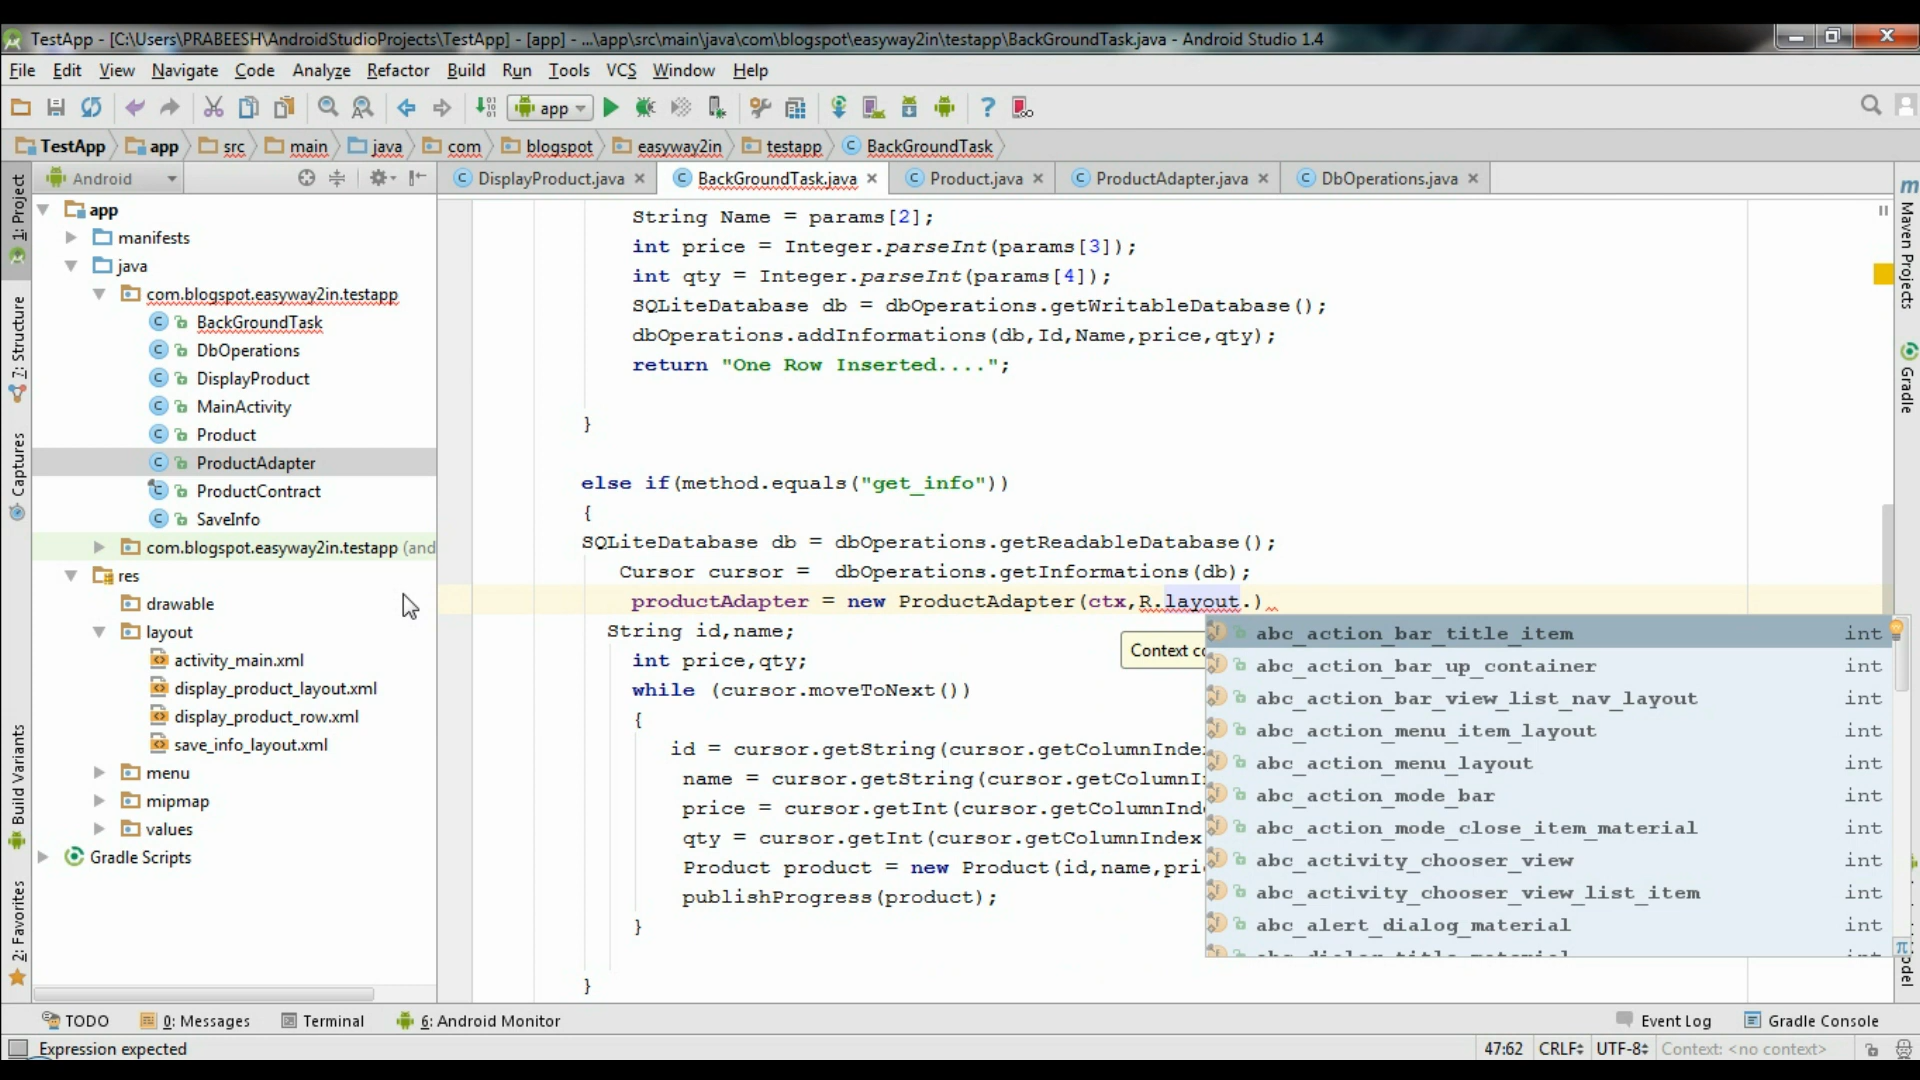 TestApp - [C:\Users\PRABEESH\AndroidStudioProjects\TestApp] - [app] - ...\app\src\main\java\com\blogspot\easyway2in\testapp\BackGroundTask.java - Android Studio 1.4
File Edit View Navigate Code Analyze Refactor Build Run Tools VCS Window Help
app
TestApp app src main java com blogspot easyway2in testapp BackGroundTask
Android
DisplayProduct.java BackGroundTask.java Product.java ProductAdapter.java DbOperations.java
1: Project
7: Structure
Captures
Build Variants
2: Favorites
app
manifests
java
com.blogspot.easyway2in.testapp
BackGroundTask
DbOperations
DisplayProduct
MainActivity
Product
ProductAdapter
ProductContract
SaveInfo
com.blogspot.easyway2in.testapp (and
res
drawable
layout
activity_main.xml
display_product_layout.xml
display_product_row.xml
save_info_layout.xml
menu
mipmap
values
Gradle Scripts
String Name = params[2];
int price = Integer.parseInt(params[3]);
int qty = Integer.parseInt(params[4]);
SQLiteDatabase db = dbOperations.getWritableDatabase();
dbOperations.addInformations(db,Id,Name,price,qty);
return "One Row Inserted....";
}
else if(method.equals("get_info"))
{
SQLiteDatabase db = dbOperations.getReadableDatabase();
Cursor cursor = dbOperations.getInformations(db);
productAdapter = new ProductAdapter(ctx,R.layout.)
String id,name;
int price,qty;
while (cursor.moveToNext())
{
id = cursor.getString(cursor.getColumnIndex
name = cursor.getString(cursor.getColumnI
price = cursor.getInt(cursor.getColumnInd
qty = cursor.getInt(cursor.getColumnIndex
Product product = new Product(id,name,pri
publishProgress(product);
}
}
Context co
abc_action_bar_title_item int
abc_action_bar_up_container int
abc_action_bar_view_list_nav_layout int
abc_action_menu_item_layout int
abc_action_menu_layout int
abc_action_mode_bar int
abc_action_mode_close_item_material int
abc_activity_chooser_view int
abc_activity_chooser_view_list_item int
abc_alert_dialog_material int
m Maven Projects
Gradle
odel
TODO 0: Messages Terminal 6: Android Monitor Event Log Gradle Console
Expression expected 47:62 CRLF UTF-8 Context: <no context>